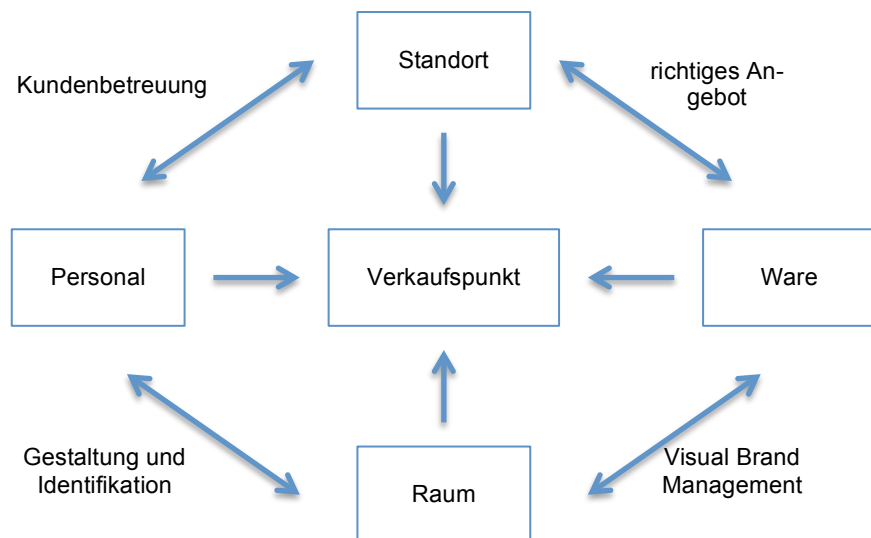 Standort
Kundenbetreuung
richtiges An-
gebot
Personal
Verkaufspunkt
Ware
Gestaltung und
Identifikation
Raum
Visual Brand
Management